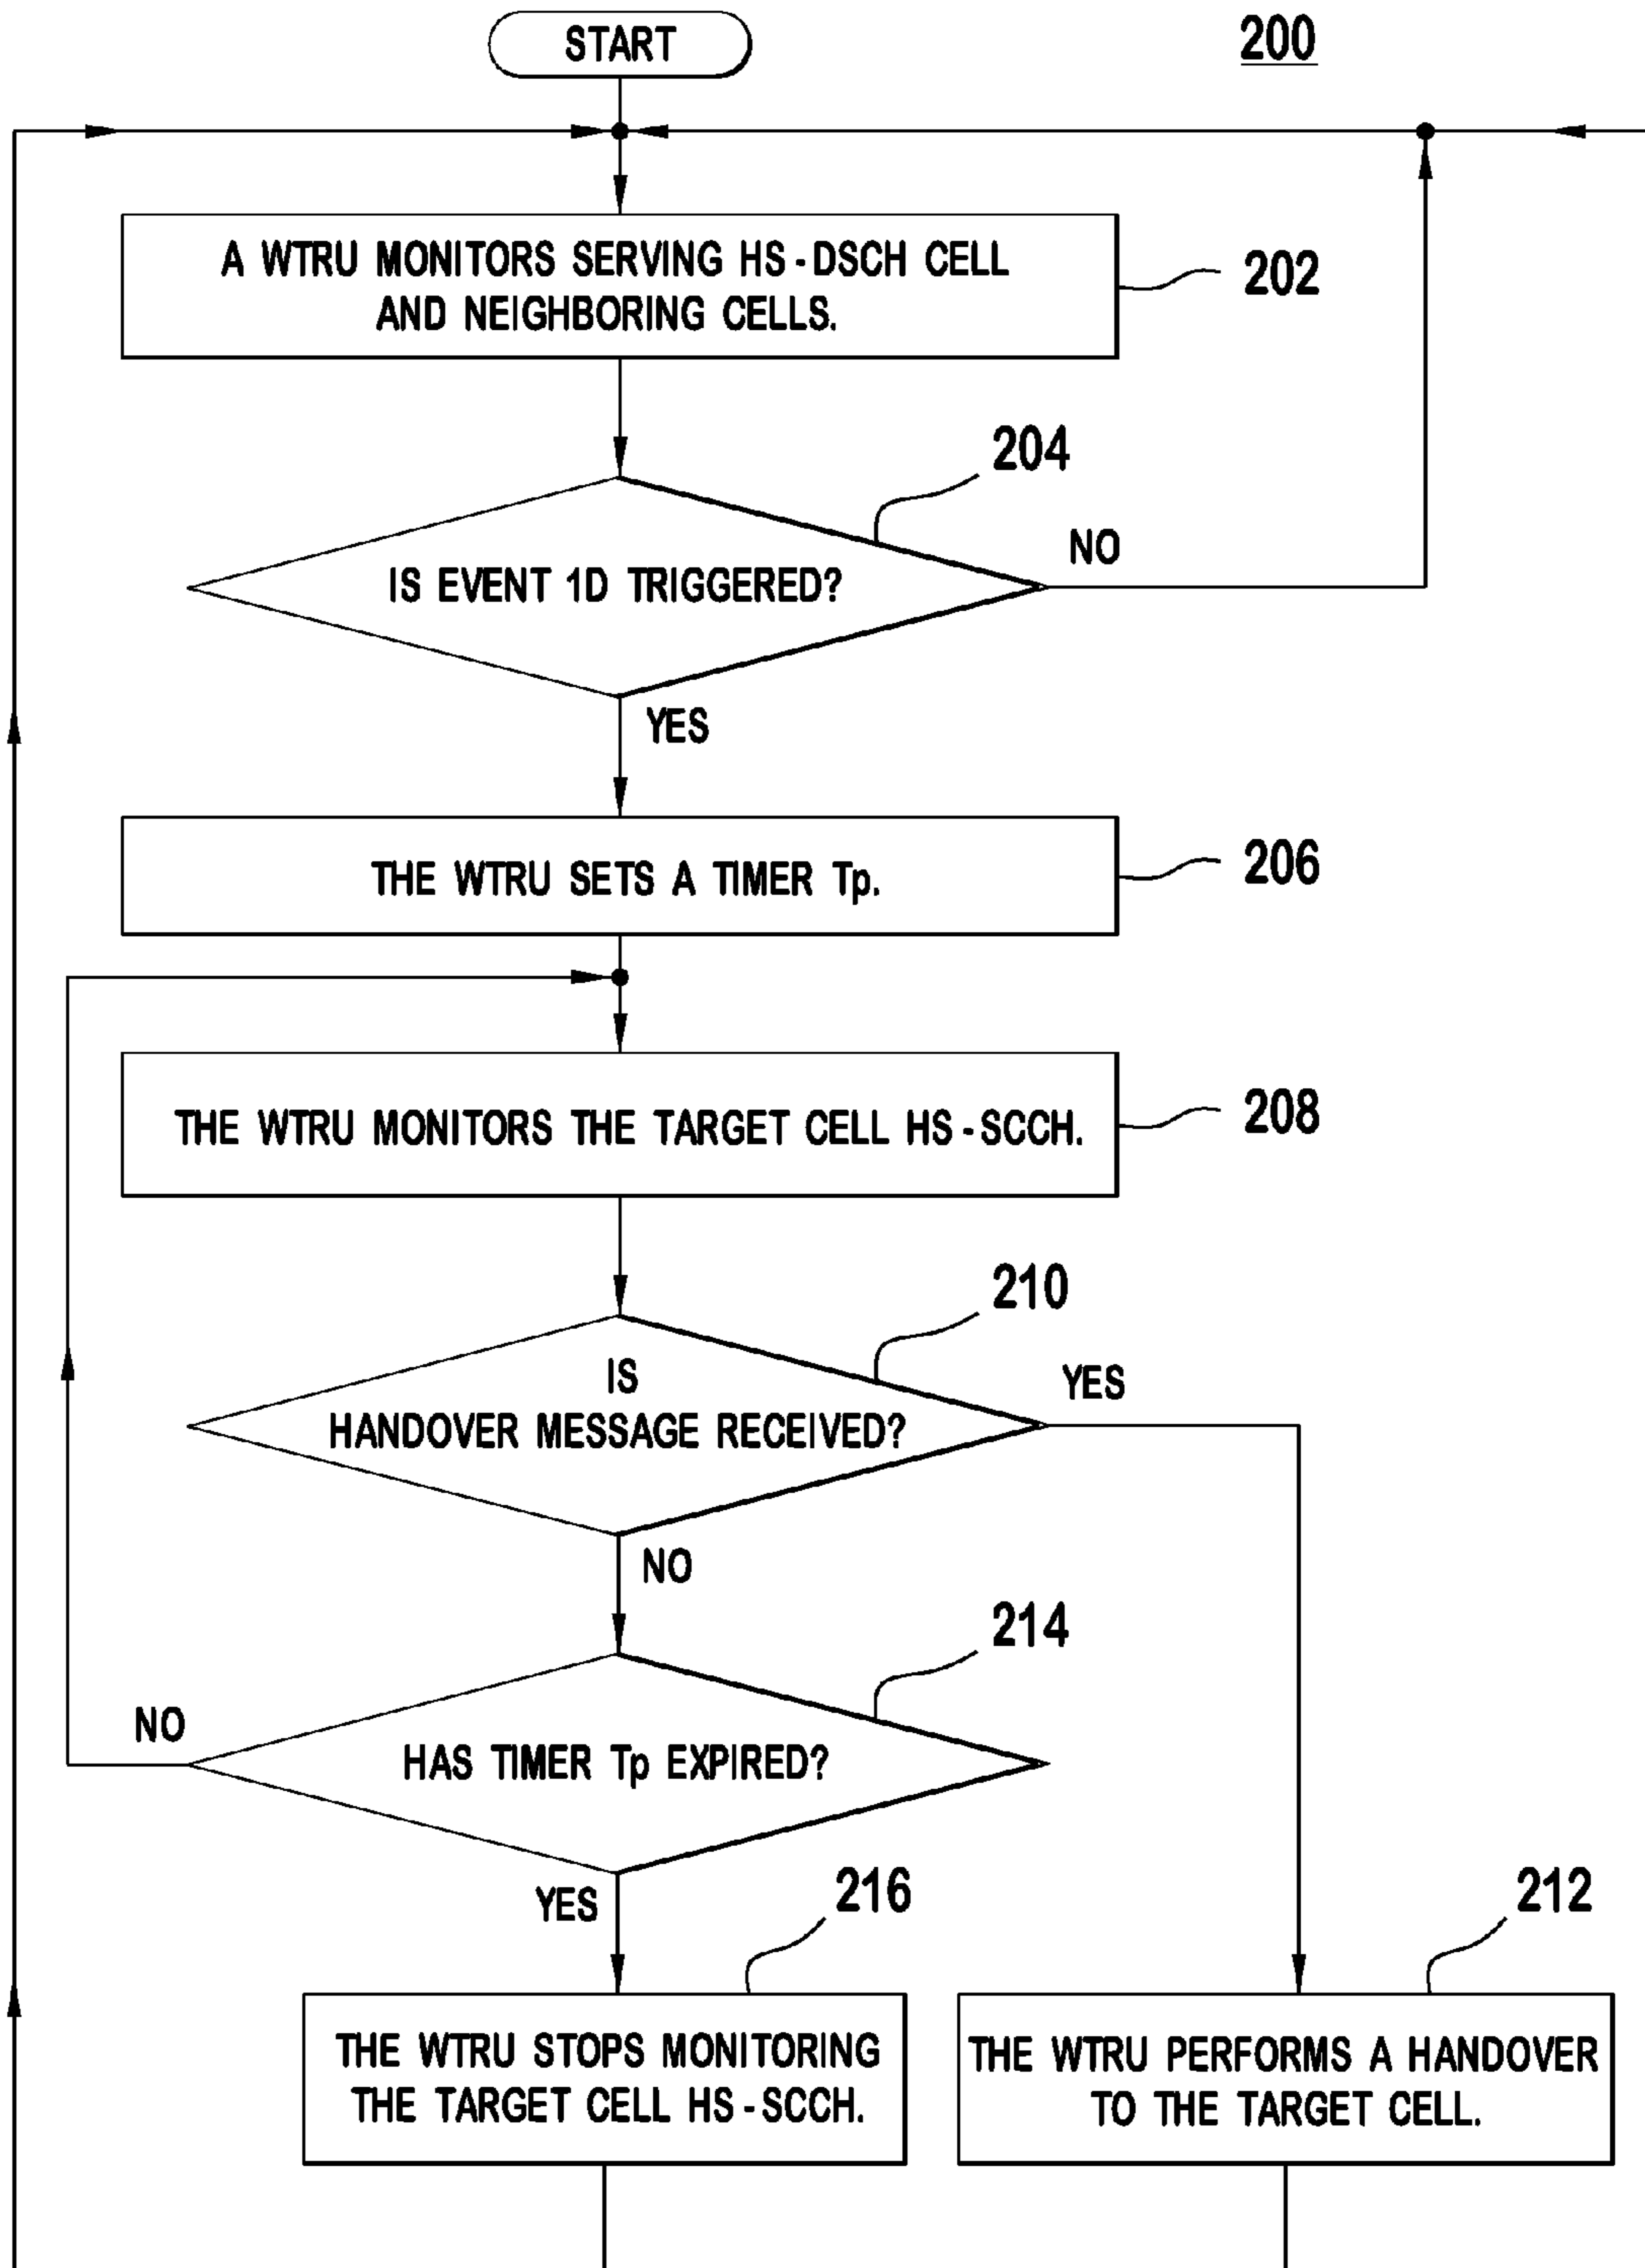 START
200
A WTRU MONITORS SERVING HS-DSCH CELL
AND NEIGHBORING CELLS.
202
204
IS EVENT 1D TRIGGERED?
NO
YES
THE WTRU SETS A TIMER Tp.
206
THE WTRU MONITORS THE TARGET CELL HS-SCCH.
208
210
IS
HANDOVER MESSAGE RECEIVED?
YES
NO
214
HAS TIMER Tp EXPIRED?
NO
YES
216
212
THE WTRU STOPS MONITORING
THE TARGET CELL HS-SCCH.
THE WTRU PERFORMS A HANDOVER
TO THE TARGET CELL.